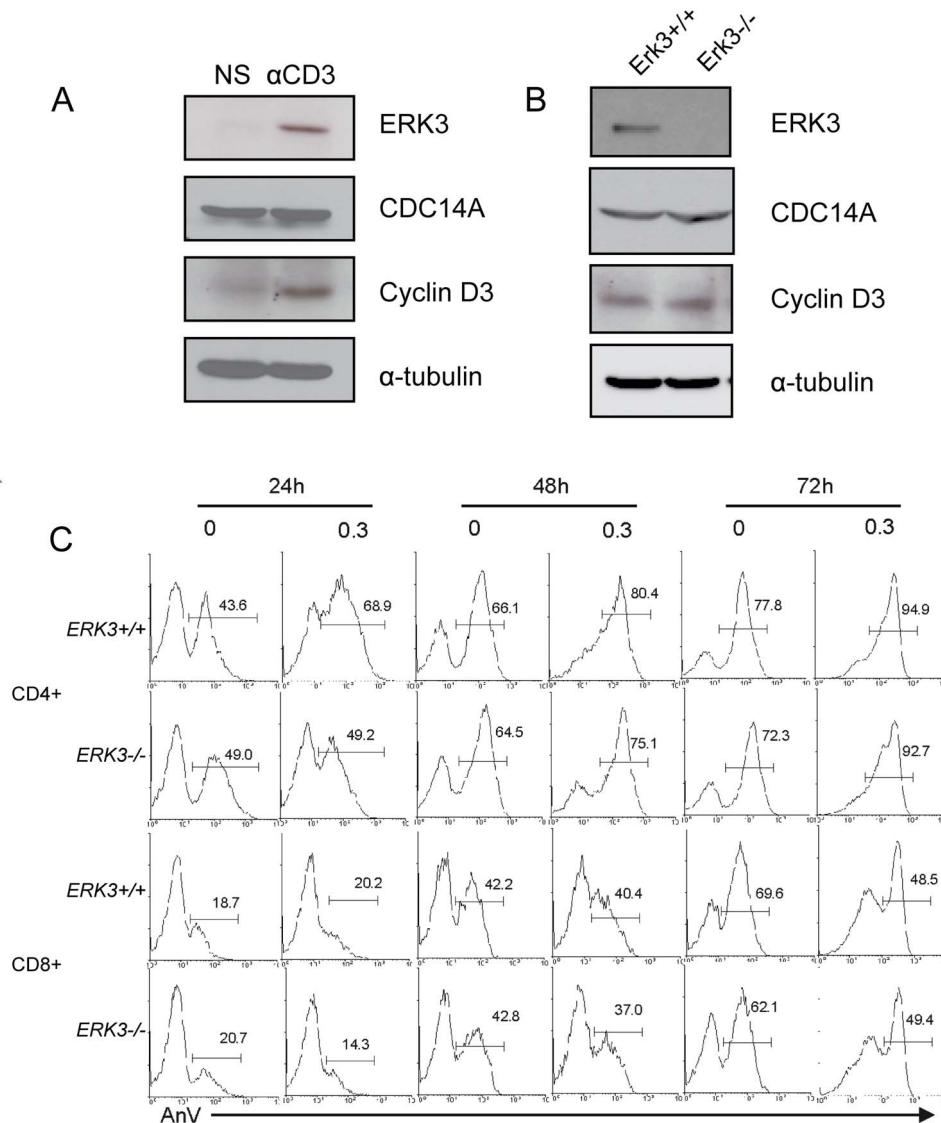 NS αCD3
A
ERK3
CDC14A
Cyclin D3
α-tubulin
Erk3+/+ Erk3-/-
B
ERK3
CDC14A
Cyclin D3
α-tubulin
C
24h 48h 72h
0 0.3 0 0.3 0 0.3
CD4+
ERK3+/+
43.6 68.9 66.1 80.4 77.8 94.9
ERK3-/-
49.0 49.2 64.5 75.1 72.3 92.7
CD8+
ERK3+/+
18.7 20.2 42.2 40.4 69.6 48.5
ERK3-/-
20.7 14.3 42.8 37.0 62.1 49.4
AnV